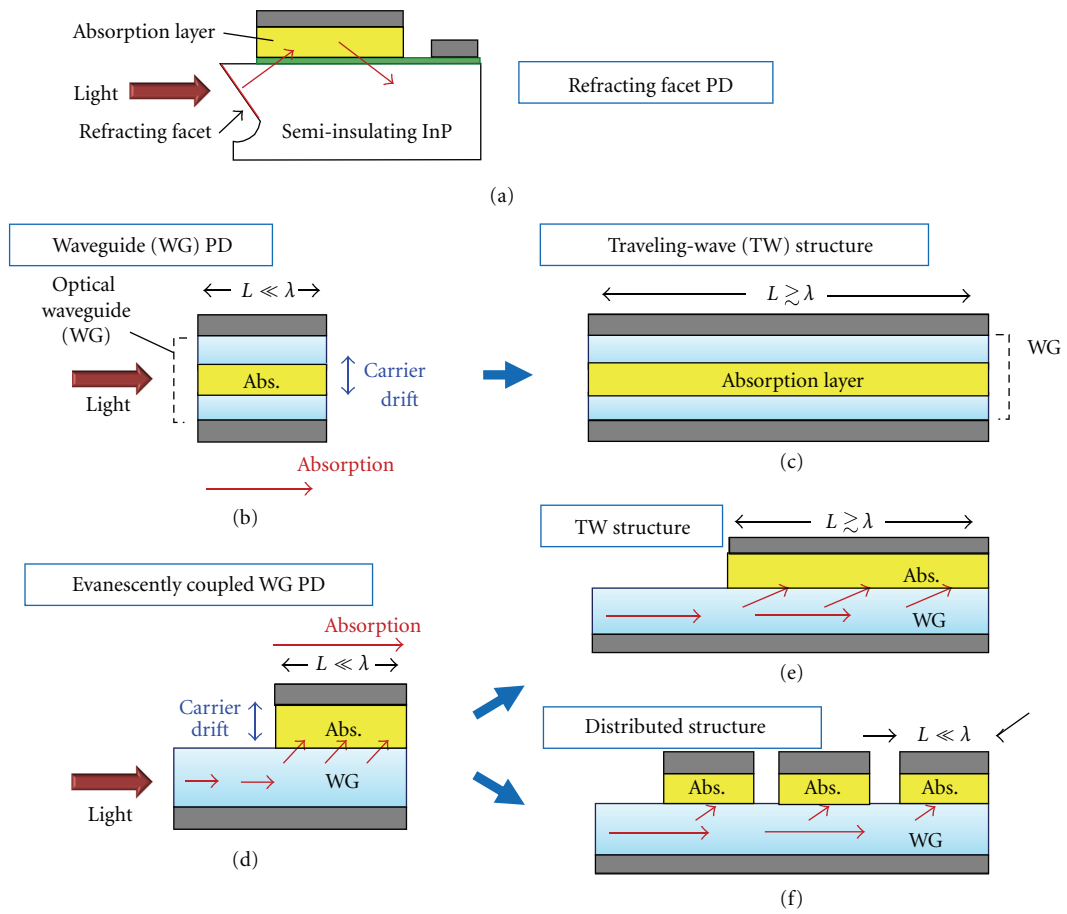 Absorption layer
Light
Refracting facet
Semi-insulating InP
Refracting facet PD
(a)
Waveguide (WG) PD
Optical
waveguide
(WG)
L ≪ λ
Abs.
Carrier
drift
Light
Absorption
(b)
Traveling-wave (TW) structure
L ≳ λ
WG
Absorption layer
(c)
Evanescently coupled WG PD
Absorption
L ≪ λ
Carrier
drift
Abs.
WG
Light
(d)
TW structure
L ≳ λ
Abs.
WG
(e)
Distributed structure
L ≪ λ
Abs.
Abs.
Abs.
WG
(f)